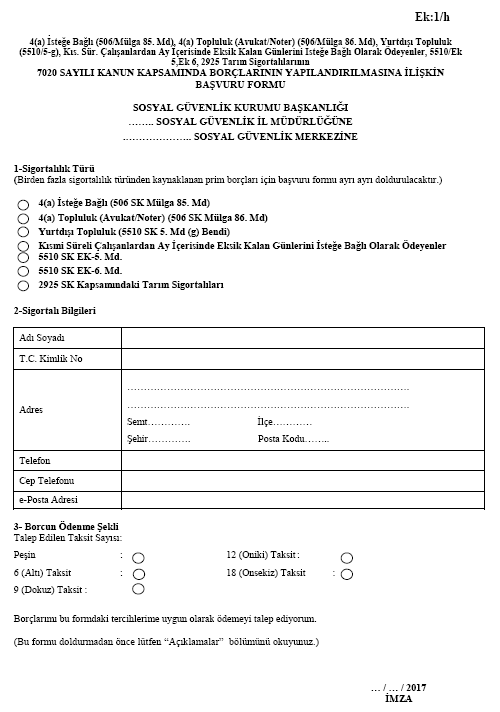 Ek:1/h
4(a) İsteğe Bağlı (506/Mülga 85. Md), 4(a) Topluluk (Avukat/Noter) (506/Mülga 86. Md), Yurtdışı Topluluk
(5510/5-g), Kıs. Sür. Çalışanlardan Ay İçerisinde Eksik Kalan Günlerini İsteğe Bağlı Olarak Ödeyenler, 5510/Ek
5,Ek 6, 2925 Tarım Sigortalılarının
7020 SAYILI KANUN KAPSAMINDA BORÇLARININ YAPILANDIRILMASINA İLİŞKİN
BAŞVURU FORMU
SOSYAL GÜVENLİK KURUMU BAŞKANLIĞI
…….. SOSYAL GÜVENLİK İL MÜDÜRLÜĞÜNE
………………….. SOSYAL GÜVENLİK MERKEZİNE
1-Sigortalılık Türü
(Birden fazla sigortalılık türünden kaynaklanan prim borçları için başvuru formu ayrı ayrı doldurulacaktır.)
4(a) İsteğe Bağlı (506 SK Mülga 85. Md)
4(a) Topluluk (Avukat/Noter) (506 SK Mülga 86. Md)
Yurtdışı Topluluk (5510 SK 5. Md (g) Bendi)
Kısmi Süreli Çalışanlardan Ay İçerisinde Eksik Kalan Günlerini İsteğe Bağlı Olarak Ödeyenler
5510 SK EK-5. Md.
5510 SK EK-6. Md.
2925 SK Kapsamındaki Tarım Sigortalıları
2-Sigortalı Bilgileri
Adı Soyadı
T.C. Kimlik No
Adres
……………………………………………………………………………
……………………………………………………………………………
Semt…………. İlçe…………
Şehir…………. Posta Kodu……..
Telefon
Cep Telefonu
e-Posta Adresi
3- Borcun Ödenme Şekli
Talep Edilen Taksit Sayısı:
Peşin : 12 (Oniki) Taksit :
6 (Altı) Taksit : 18 (Onsekiz) Taksit :
9 (Dokuz) Taksit :
Borçlarımı bu formdaki tercihlerime uygun olarak ödemeyi talep ediyorum.
(Bu formu doldurmadan önce lütfen “Açıklamalar” bölümünü okuyunuz.)
… / … / 2017
İMZA